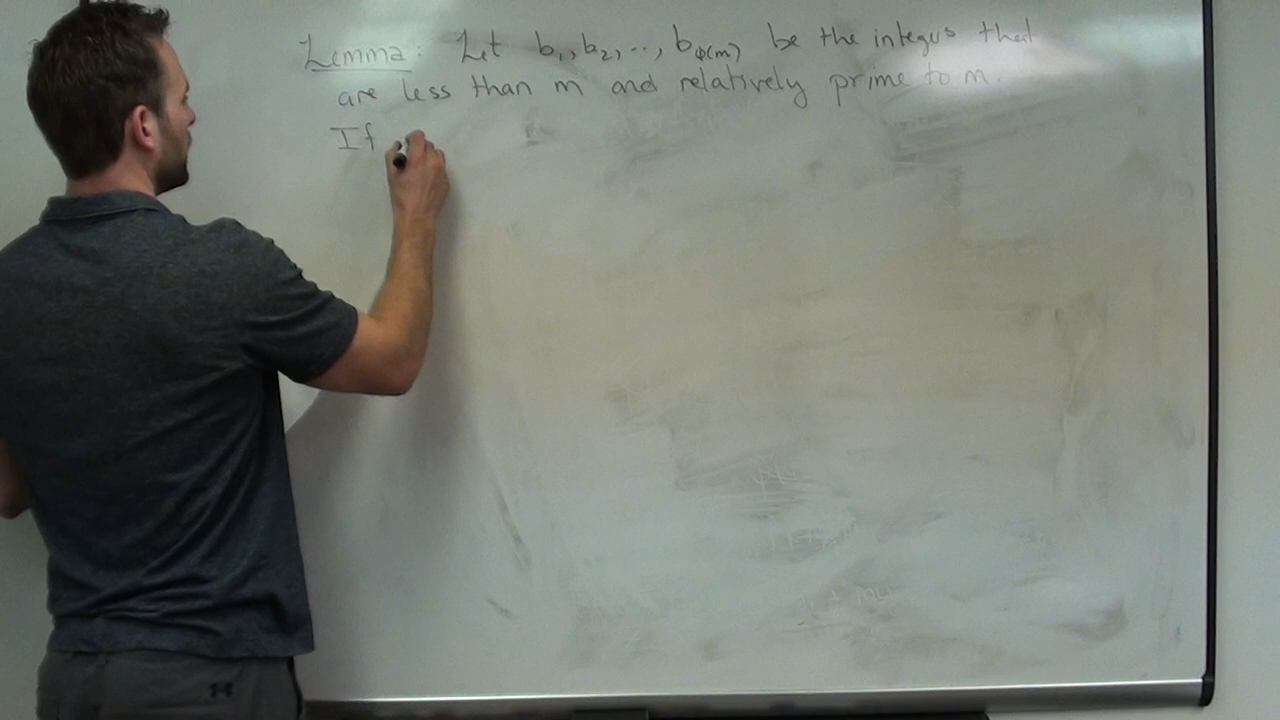 Lemma: Let b₁, b₂, ..., b_φ(m) be the integers that
are less than m and relatively prime to m.
If